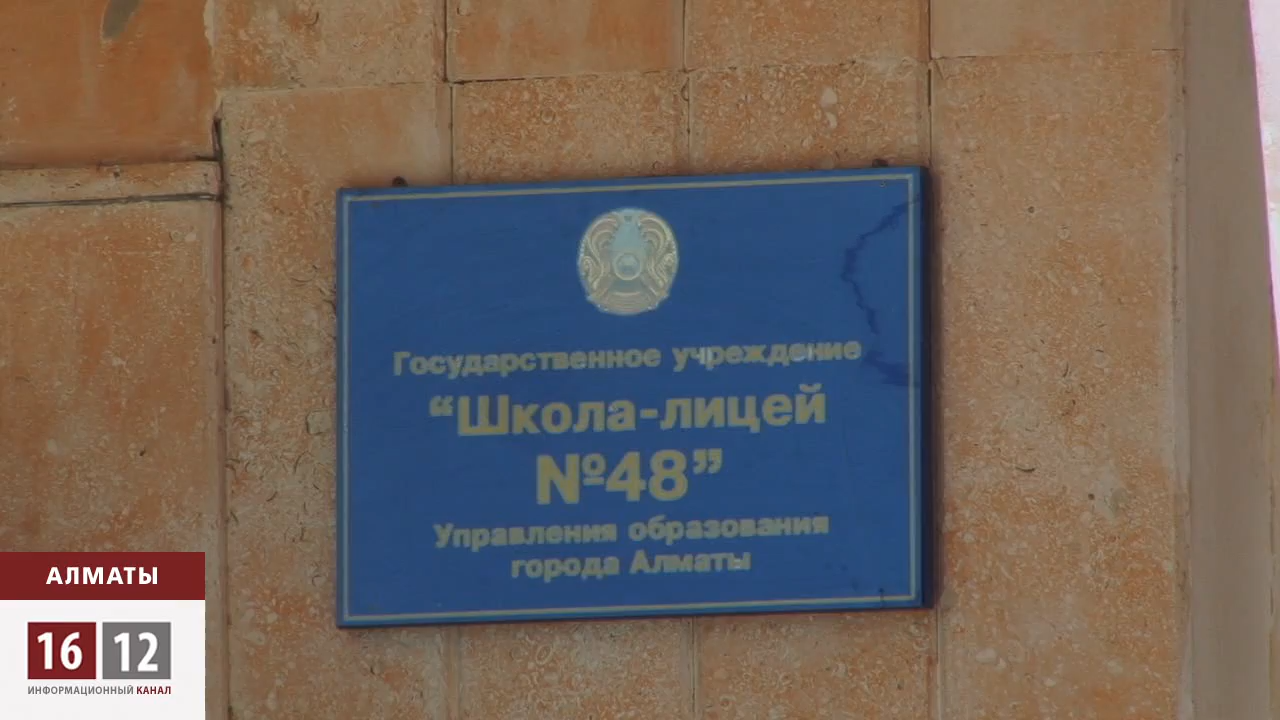 Государственное учреждение
“Школа-лицей
№48”
Управления образования
города Алматы
АЛМАТЫ
16 12
ИНФОРМАЦИОННЫЙ КАНАЛ